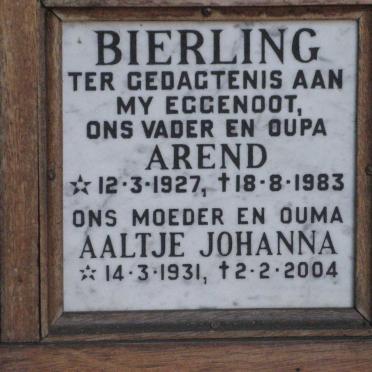 BIERLING
TER GEDAGTENIS AAN
MY EGGENOOT,
ONS VADER EN OUPA
AREND
☆ 12·3·1927, †18·8·1983
ONS MOEDER EN OUMA
AALTJE JOHANNA
☆ 14·3·1931, †2·2·2004